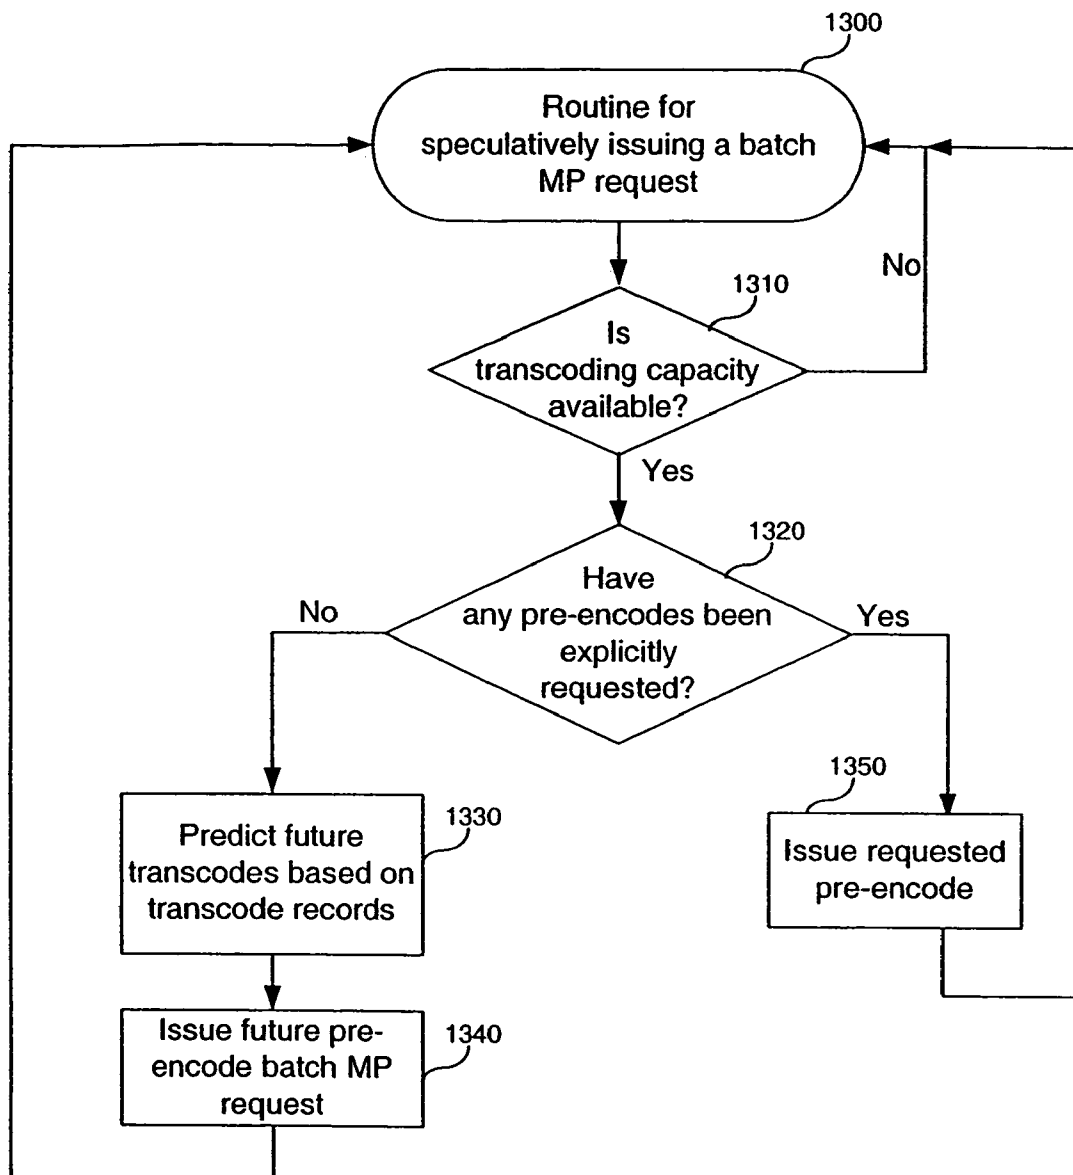 1300
Routine for
speculatively issuing a batch
MP request
No
1310
Is
transcoding capacity
available?
Yes
1320
Have
any pre-encodes been
explicitly
requested?
No
Yes
1330
Predict future
transcodes based on
transcode records
1350
Issue requested
pre-encode
1340
Issue future pre-
encode batch MP
request